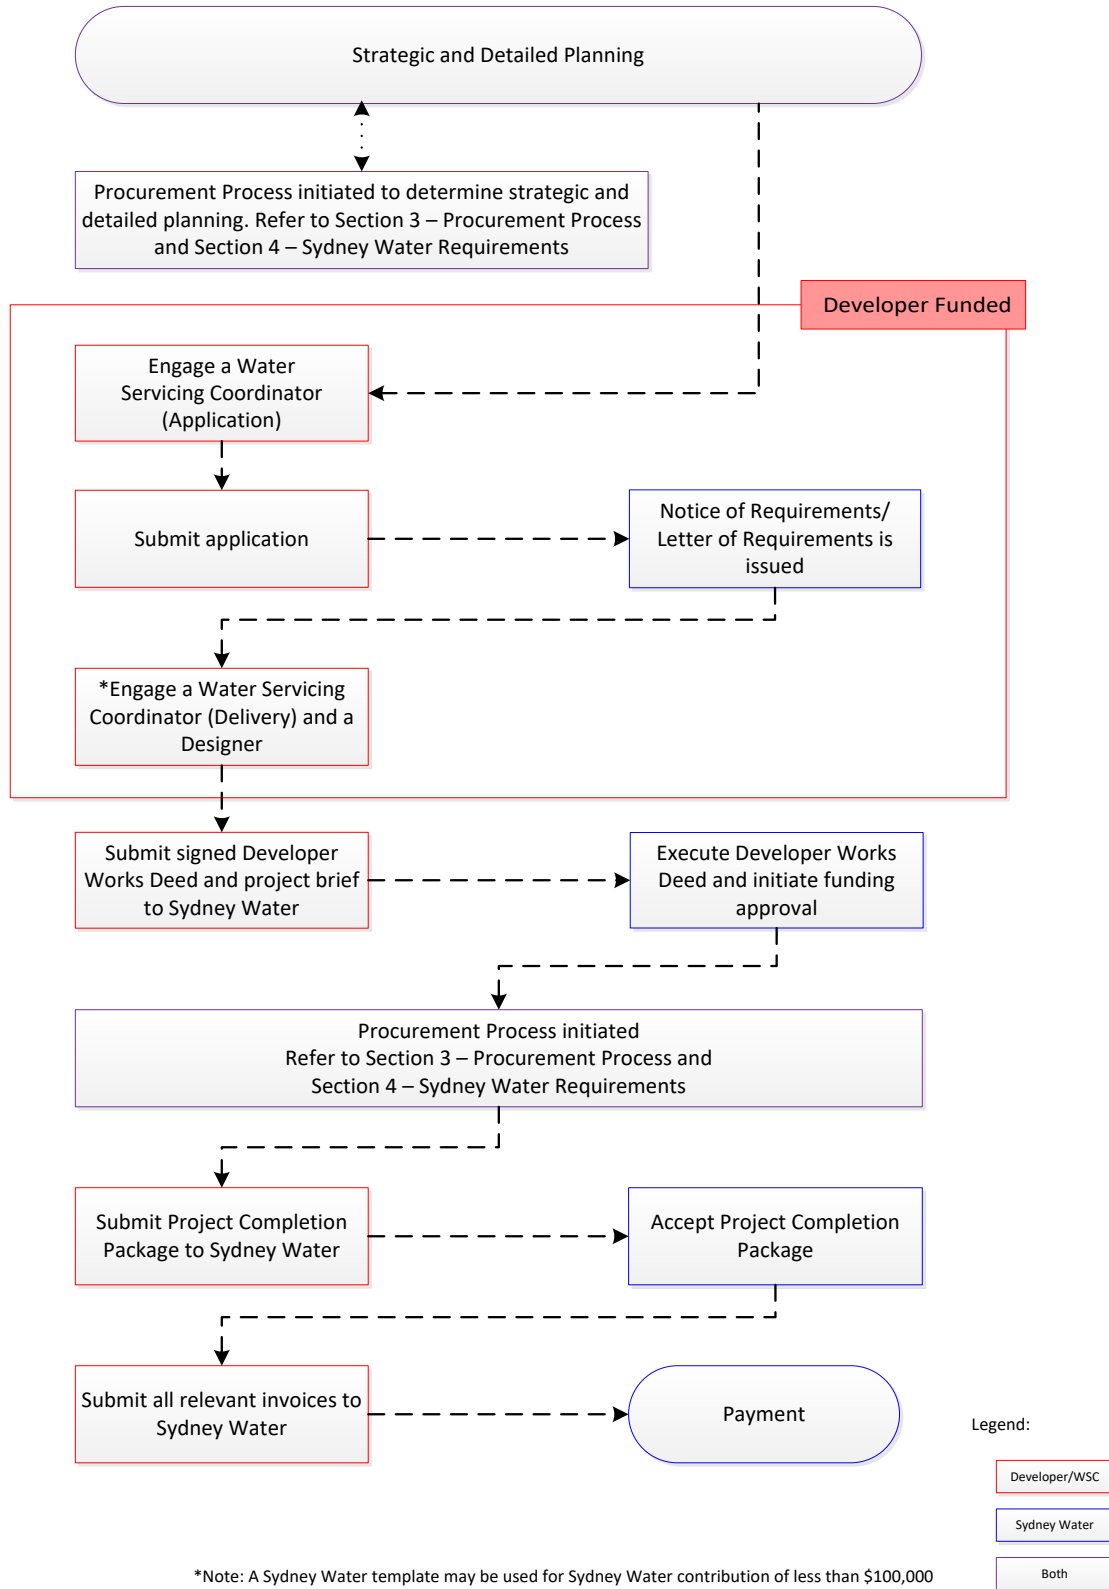 Strategic and Detailed Planning
Procurement Process initiated to determine strategic and
detailed planning. Refer to Section 3 – Procurement Process
and Section 4 – Sydney Water Requirements
Developer Funded
Engage a Water
Servicing Coordinator
(Application)
Submit application
Notice of Requirements/
Letter of Requirements is
issued
*Engage a Water Servicing
Coordinator (Delivery) and a
Designer
Submit signed Developer
Works Deed and project brief
to Sydney Water
Execute Developer Works
Deed and initiate funding
approval
Procurement Process initiated
Refer to Section 3 – Procurement Process and
Section 4 – Sydney Water Requirements
Submit Project Completion
Package to Sydney Water
Accept Project Completion
Package
Submit all relevant invoices to
Sydney Water
Payment
Legend:
Developer/WSC
Sydney Water
Both
*Note: A Sydney Water template may be used for Sydney Water contribution of less than $100,000